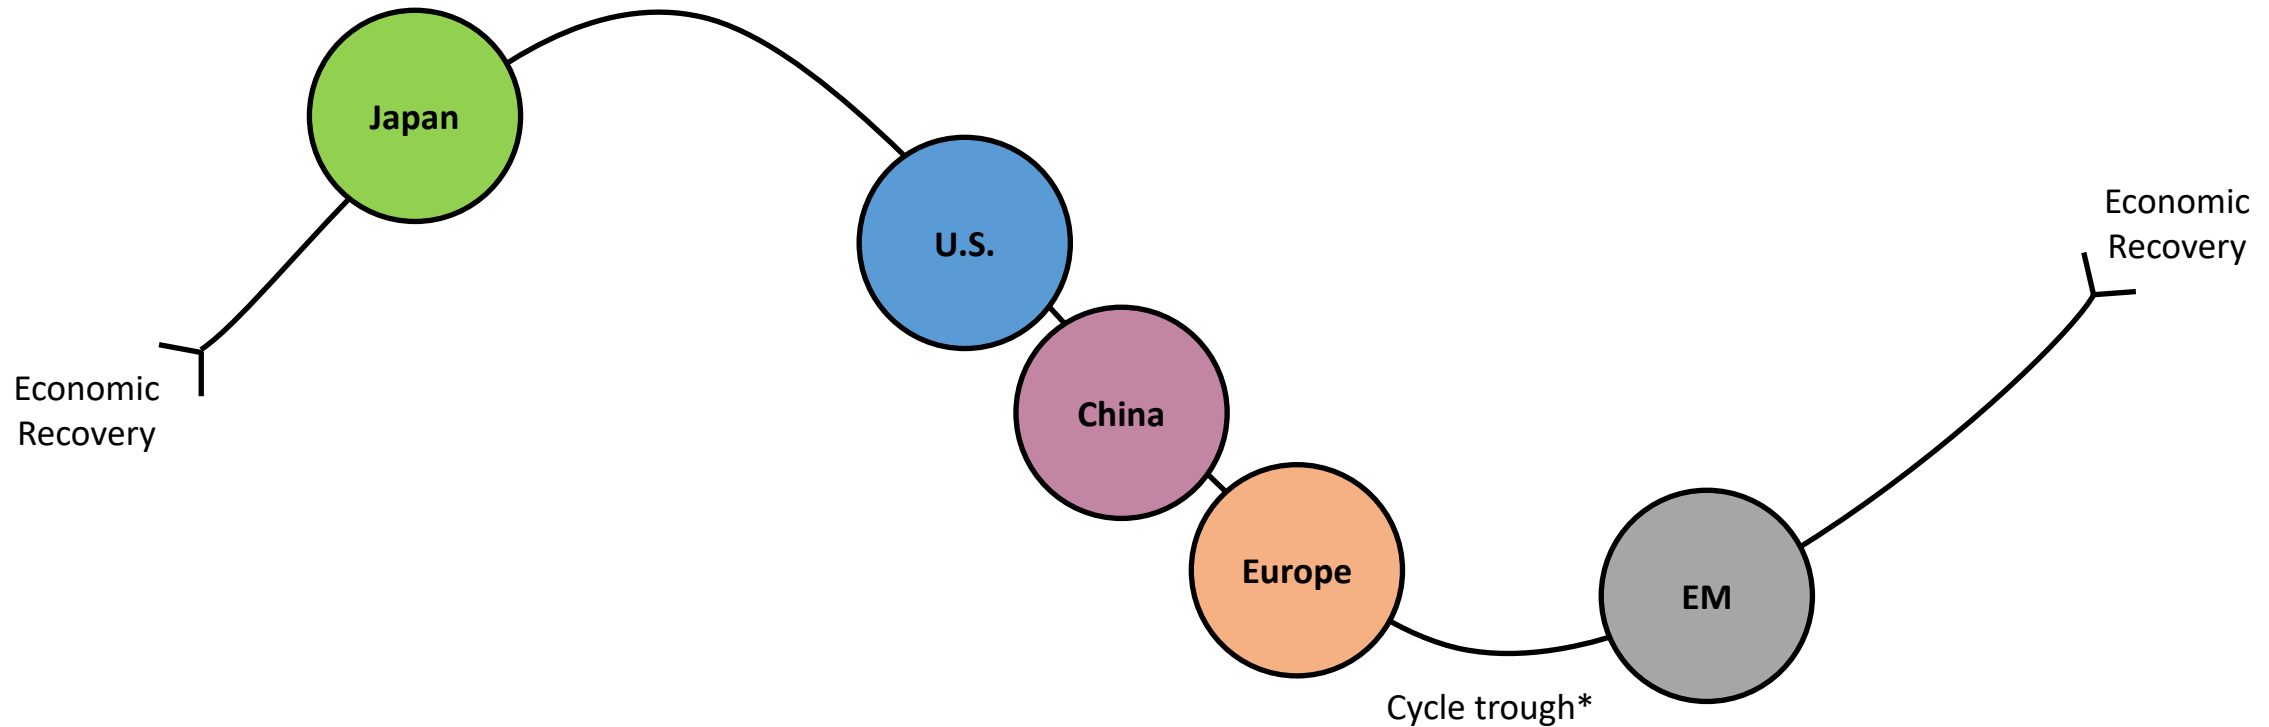 Japan
U.S.
Economic
Recovery
Economic
Recovery
China
Europe
EM
Cycle trough*